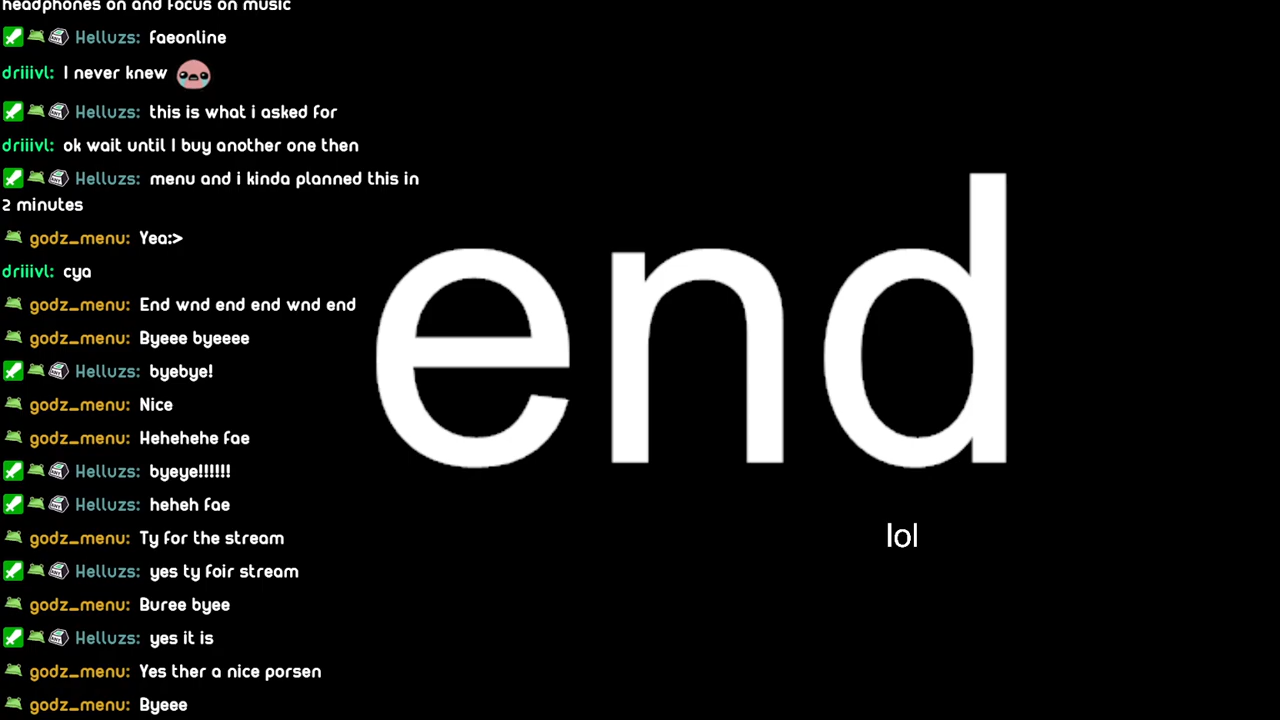 headphones on and focus on music
Helluzs: faeonline
driiivl: I never knew
Helluzs: this is what i asked for
driiivl: ok wait until I buy another one then
Helluzs: menu and i kinda planned this in
2 minutes
godz_menu: Yea:>
driiivl: cya
godz_menu: End wnd end end wnd end
godz_menu: Byeee byeeee
Helluzs: byebye!
godz_menu: Nice
godz_menu: Hehehehe fae
Helluzs: byeye!!!!!!
Helluzs: heheh fae
godz_menu: Ty for the stream
Helluzs: yes ty foir stream
godz_menu: Buree byee
Helluzs: yes it is
godz_menu: Yes ther a nice porsen
godz_menu: Byeee
end
lol